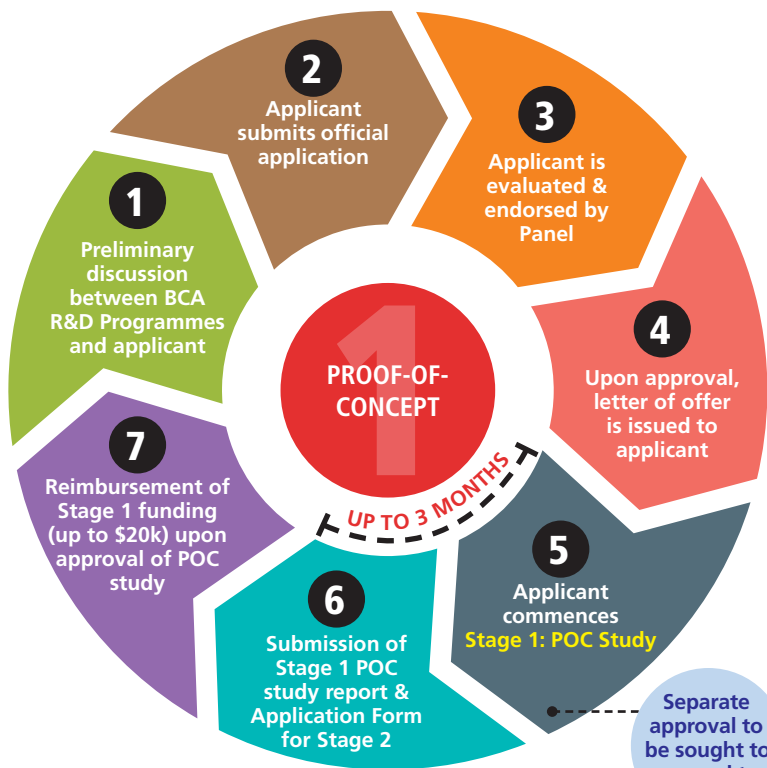 1
Preliminary
discussion
between BCA
R&D Programmes
and applicant
2
Applicant
submits official
application
3
Applicant is
evaluated &
endorsed by
Panel
4
Upon approval,
letter of offer
is issued to
applicant
5
Applicant
commences
Stage 1: POC Study
6
Submission of
Stage 1 POC
study report &
Application Form
for Stage 2
7
Reimbursement of
Stage 1 funding
(up to $20k) upon
approval of POC
study
1
PROOF-OF-
CONCEPT
UP TO 3 MONTHS
Separate
approval to
be sought to